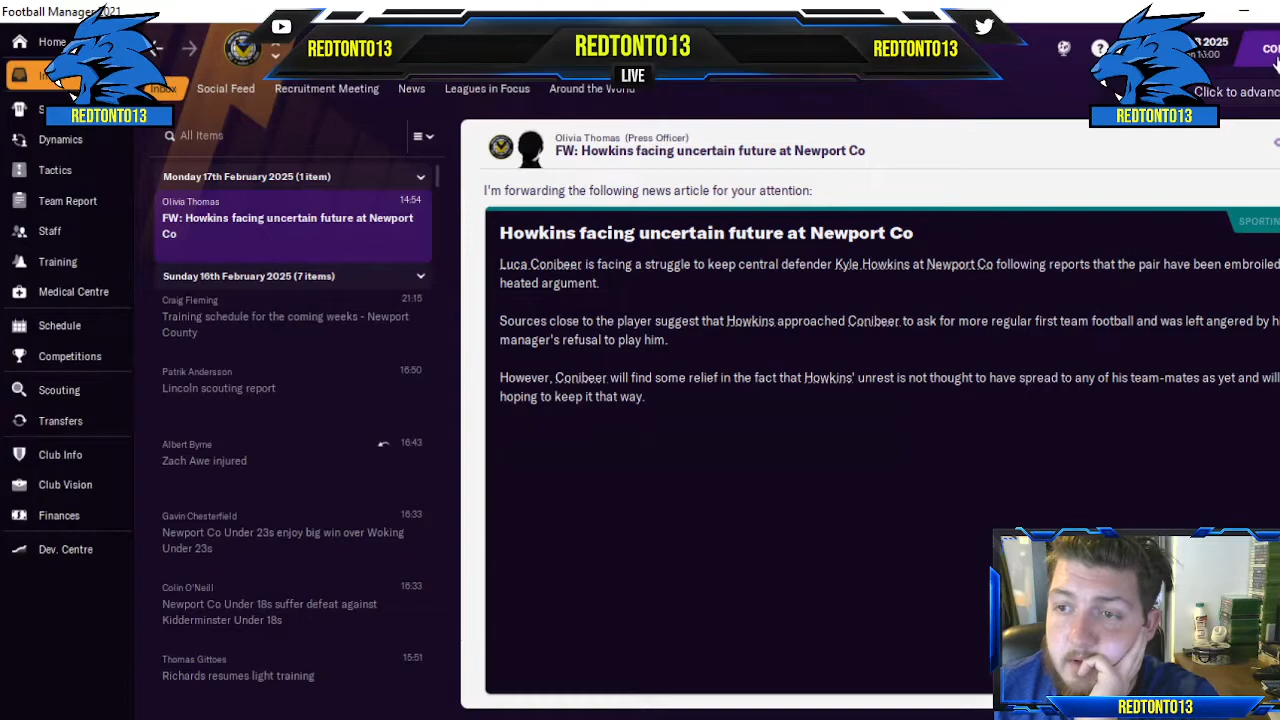 Football Manager 2021
REDTONTO13
REDTONTO13
REDTONTO13
LIVE
REDTONTO13
REDTONTO13
Home
2025
13:00
Click to advanc
Inbox
Social Feed
Recruitment Meeting
News
Leagues in Focus
Around the World
Dynamics
Tactics
Team Report
Staff
Training
Medical Centre
Schedule
Competitions
Scouting
Transfers
Club Info
Club Vision
Finances
Dev. Centre
All Items
Monday 17th February 2025 (1 item)
Olivia Thomas 14:54
FW: Howkins facing uncertain future at Newport
Co
Sunday 16th February 2025 (7 items)
Craig Fleming 21:15
Training schedule for the coming weeks - Newport
County
Patrik Andersson 16:50
Lincoln scouting report
Albert Byrne 16:43
Zach Awe injured
Gavin Chesterfield 16:33
Newport Co Under 23s enjoy big win over Woking
Under 23s
Colin O'Neill 16:33
Newport Co Under 18s suffer defeat against
Kidderminster Under 18s
Thomas Gittoes 15:51
Richards resumes light training
Olivia Thomas (Press Officer)
FW: Howkins facing uncertain future at Newport Co
I'm forwarding the following news article for your attention:
SPORTIN
Howkins facing uncertain future at Newport Co
Luca Conibeer is facing a struggle to keep central defender Kyle Howkins at Newport Co following reports that the pair have been embroiled
heated argument.
Sources close to the player suggest that Howkins approached Conibeer to ask for more regular first team football and was left angered by hi
manager's refusal to play him.
However, Conibeer will find some relief in the fact that Howkins' unrest is not thought to have spread to any of his team-mates as yet and will
hoping to keep it that way.
REDTONTO13